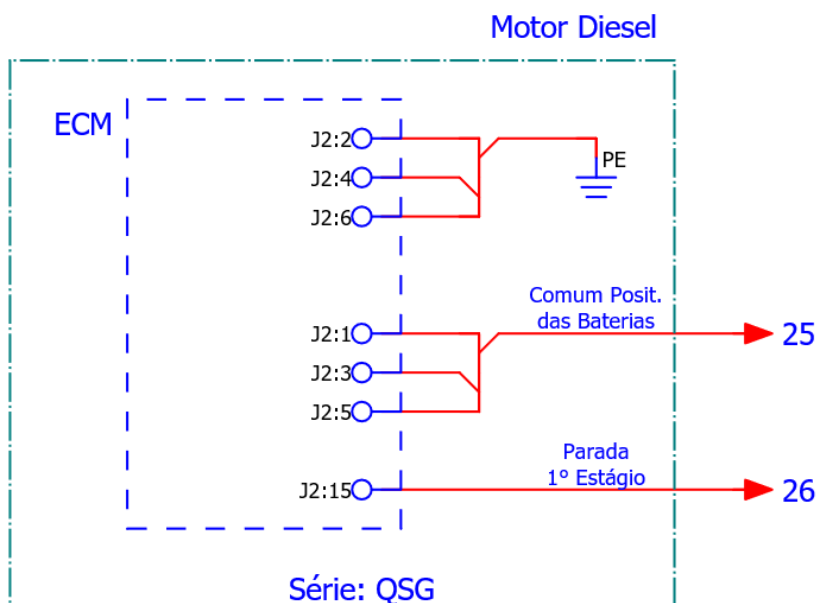 Motor Diesel
ECM
J2:2
PE
J2:4
J2:6
Comum Posit.
das Baterias
J2:1
25
J2:3
J2:5
Parada
1º Estágio
J2:15
26
Série: QSG